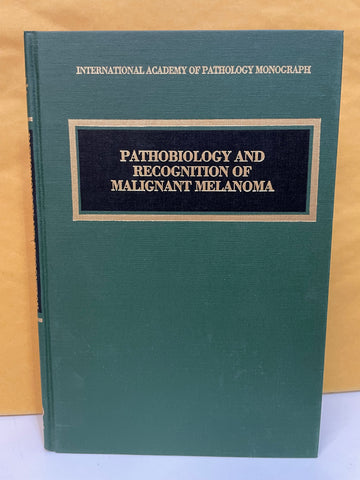 INTERNATIONAL ACADEMY OF PATHOLOGY MONOGRAPH
PATHOBIOLOGY AND
RECOGNITION OF
MALIGNANT MELANOMA